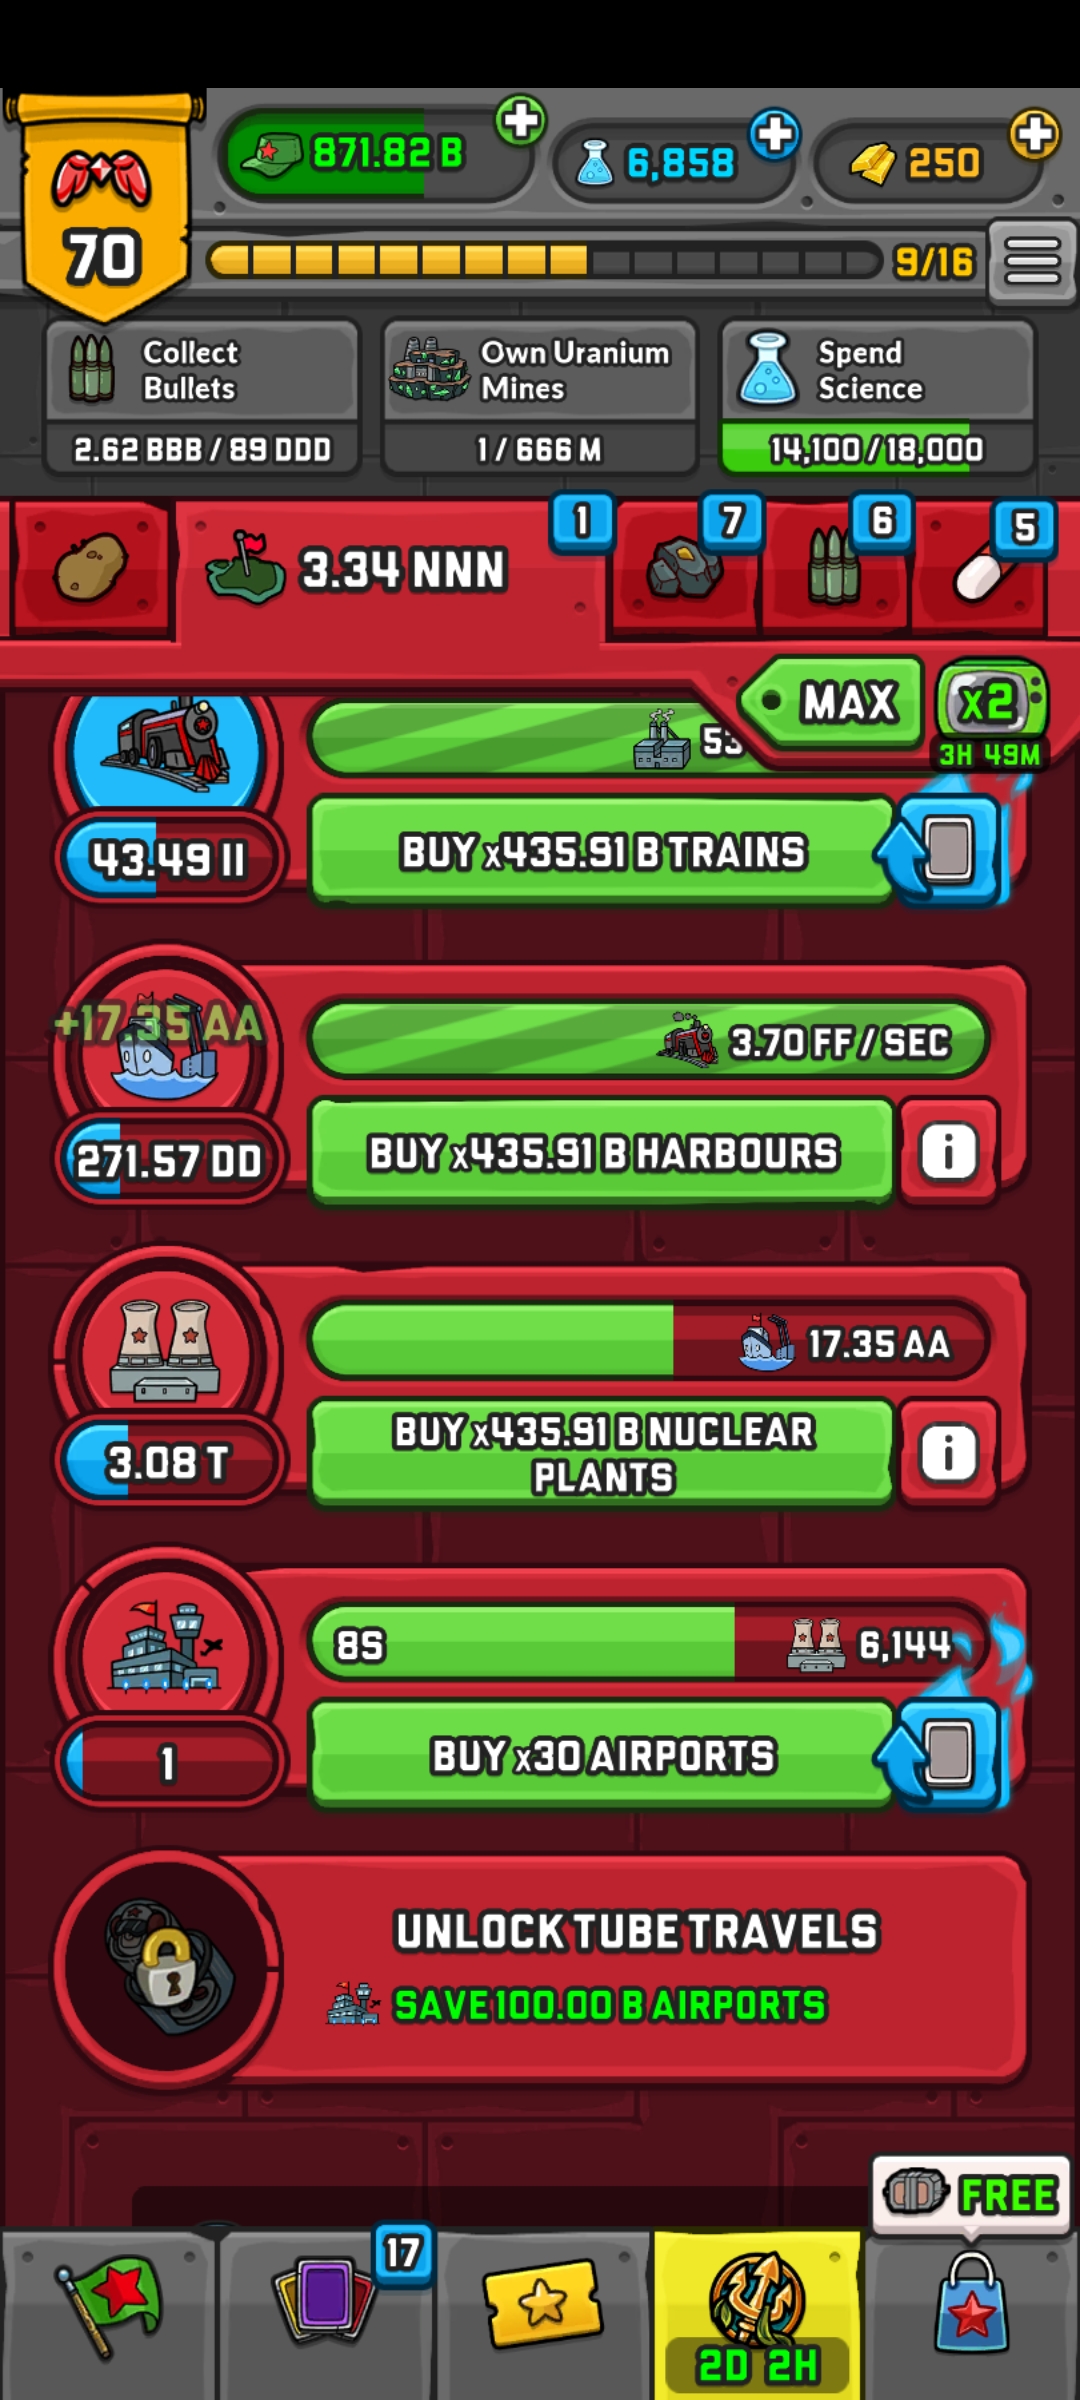 871.82 B
6,858
250
70
9/16
Collect
Bullets
2.62 BBB / 89 DDD
Own Uranium
Mines
1 / 666 M
Spend
Science
14,100 / 18,000
3.34 NNN
1
7
6
5
MAX
x2
3H 49M
53
43.49 II
BUY x435.91 B TRAINS
+17.35 AA
3.70 FF / SEC
271.57 DD
BUY x435.91 B HARBOURS
i
17.35 AA
3.08 T
BUY x435.91 B NUCLEAR
PLANTS
i
8S
6,144
1
BUY x30 AIRPORTS
UNLOCK TUBE TRAVELS
SAVE 100.00 B AIRPORTS
FREE
17
2D 2H